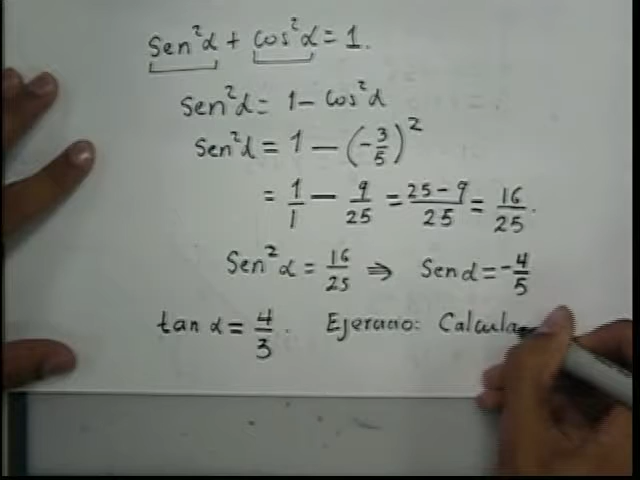 Sen²α + cos²α = 1.
Sen²α = 1 - cos²α
Sen²α = 1 - (-3/5)²
= 1/1 - 9/25 = 25-9/25 = 16/25.
Sen²α = 16/25 ⇒ Senα = -4/5
tan α = 4/3. Ejercicio: Calcula